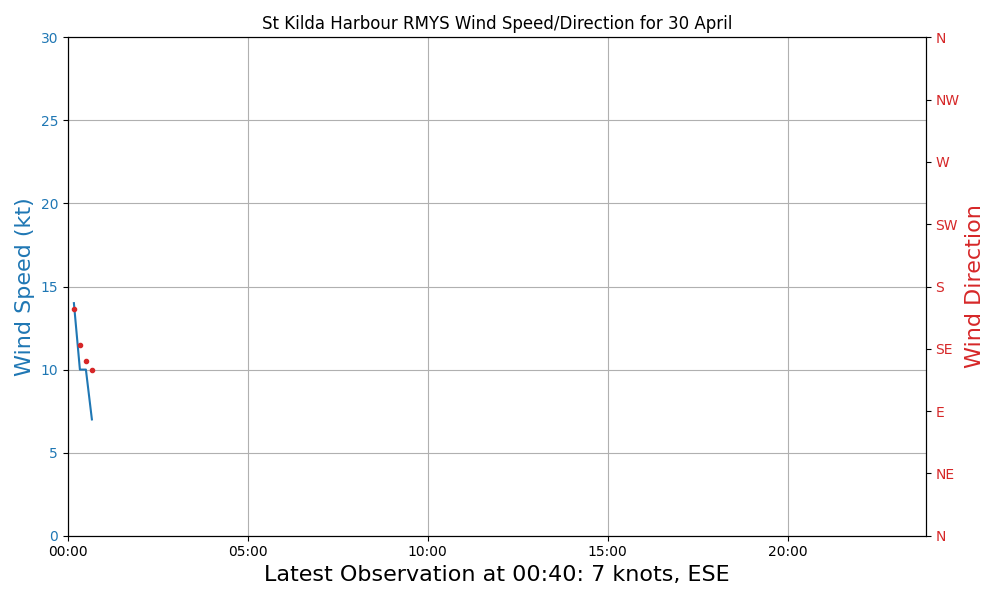 St Kilda Harbour RMYS Wind Speed/Direction for 30 April
30
25
20
15
10
5
0
Wind Speed (kt)
N
NW
W
SW
S
SE
E
NE
N
Wind Direction
00:00 05:00 10:00 15:00 20:00
Latest Observation at 00:40: 7 knots, ESE